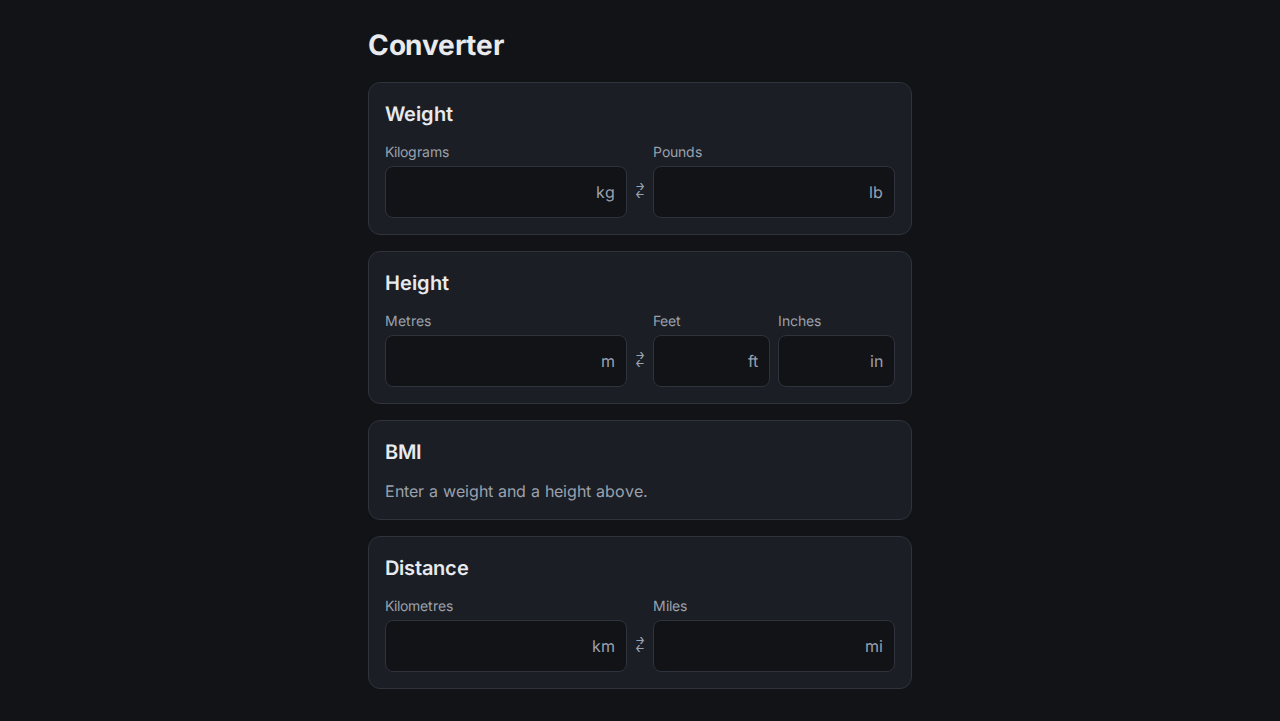 Converter
Weight
Kilograms Pounds
kg ⇄ lb
Height
Metres Feet Inches
m ⇄ ft in
BMI
Enter a weight and a height above.
Distance
Kilometres Miles
km ⇄ mi